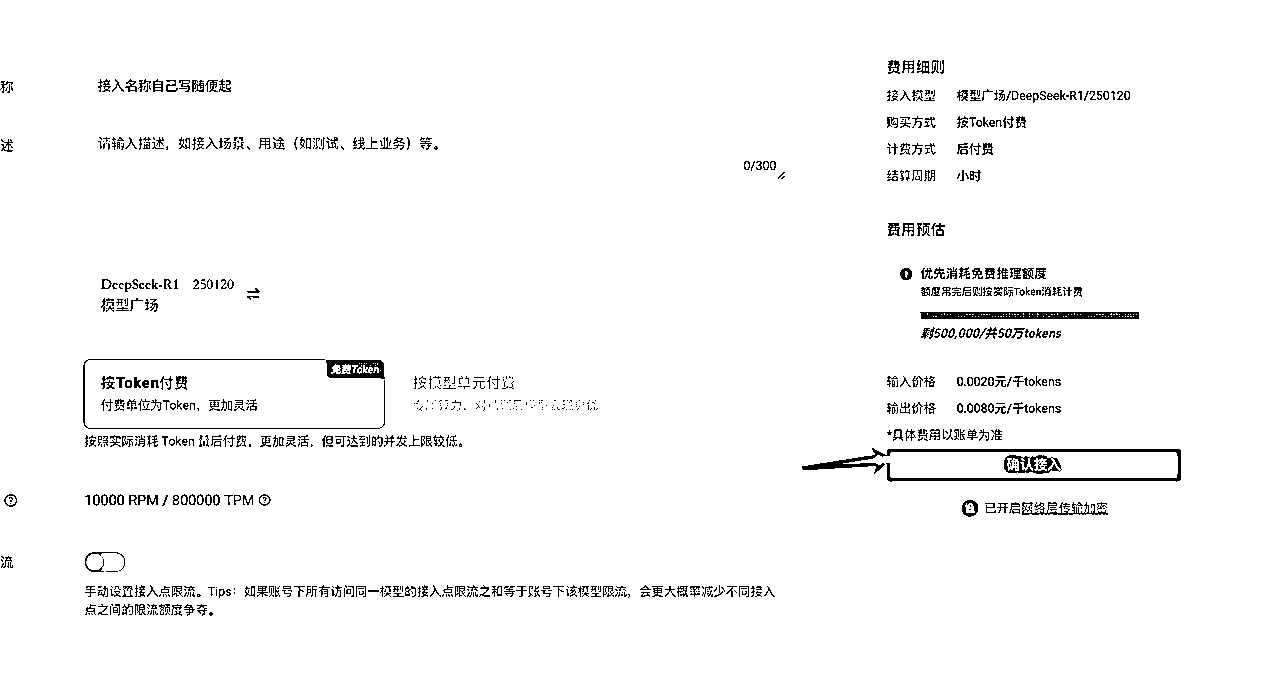 称
接入名称自己写随便起
述
请输入描述，如接入场景、用途（如测试、线上业务）等。
0/300
DeepSeek-R1 250120
模型广场
免费Token
按Token付费
付费单位为Token，更加灵活
按模型单元付费
按照实际消耗 Token 量后付费，更加灵活，但可达到的并发上限较低。
10000 RPM / 800000 TPM
流
手动设置接入点限流。Tips：如果账号下所有访问同一模型的接入点限流之和等于账号下该模型限流，会更大概率减少不同接入
点之间的限流额度争夺。
费用细则
接入模型 模型广场/DeepSeek-R1/250120
购买方式 按Token付费
计费方式 后付费
结算周期 小时
费用预估
优先消耗免费推理额度
额度用完后则按实际Token消耗计费
剩500,000/共50万tokens
输入价格 0.0020元/千tokens
输出价格 0.0080元/千tokens
*具体费用以账单为准
确认接入
已开启网络层传输加密